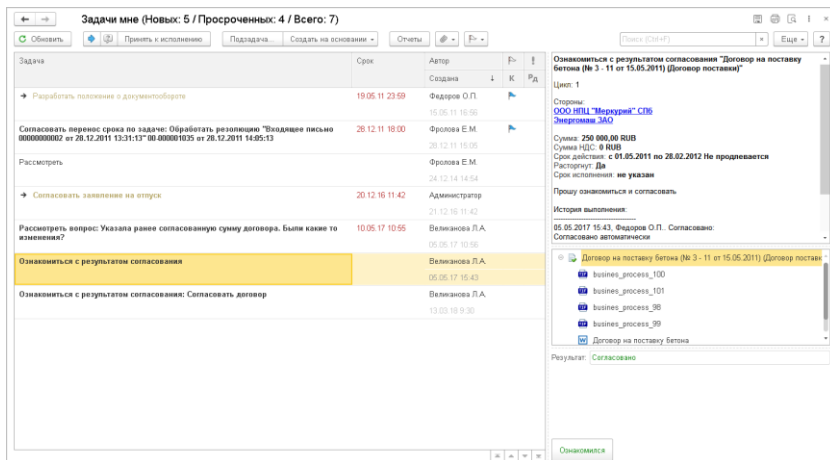 Задачи мне (Новых: 5 / Просроченных: 4 / Всего: 7)
Обновить
Принять к исполнению
Подзадача...
Создать на основании
Отчеты
Поиск (Ctrl+F)
×
Еще
?
Задача
Срок
Автор
Создана
К
Рд
Разработать положение о документообороте
19.05.11 23:59
Федоров О.П.
15.05.11 16:56
Согласовать перенос срока по задаче: Обработать резолюцию "Входящее письмо
00000000002 от 28.12.2011 13:31:13" 00-000001035 от 28.12.2011 14:05:13
28.12.11 18:00
Фролова Е.М.
20.12.11 15:05
Рассмотреть
Фролова Е.М.
24.12.14 14:54
Согласовать заявление на отпуск
20.12.16 11:42
Администратор
21.12.16 11:42
Рассмотреть вопрос: Указала ранее согласованную сумму договора. Были какие то
изменения?
10.05.17 10:55
Великанова Л.А.
05.05.17 10:56
Ознакомиться с результатом согласования
Великанова Л.А.
05.05.17 15:43
Ознакомиться с результатом согласования: Согласовать договор
Великанова Л.А.
13.03.18 9:30
Ознакомиться с результатом согласования "Договор на поставку
бетона (№ 3 - 11 от 15.05.2011) (Договор поставки)"
Цикл: 1
Стороны:
ООО НПЦ "Меркурий" СПб
Энергомаш ЗАО
Сумма: 250 000,00 RUB
Сумма НДС: 0 RUB
Срок действия: с 01.05.2011 по 28.02.2012 Не продлевается
Расторгнут: Да
Срок исполнения: не указан
Прошу ознакомиться и согласовать
История выполнения:
05.05.2017 15:43, Федоров О.П.. Согласовано:
Согласовано автоматически
Договор на поставку бетона (№ 3 - 11 от 15.05.2011) (Договор поставк
busines_process_100
busines_process_101
busines_process_98
busines_process_99
Договор на поставку бетона
Результат: Согласовано
Ознакомился